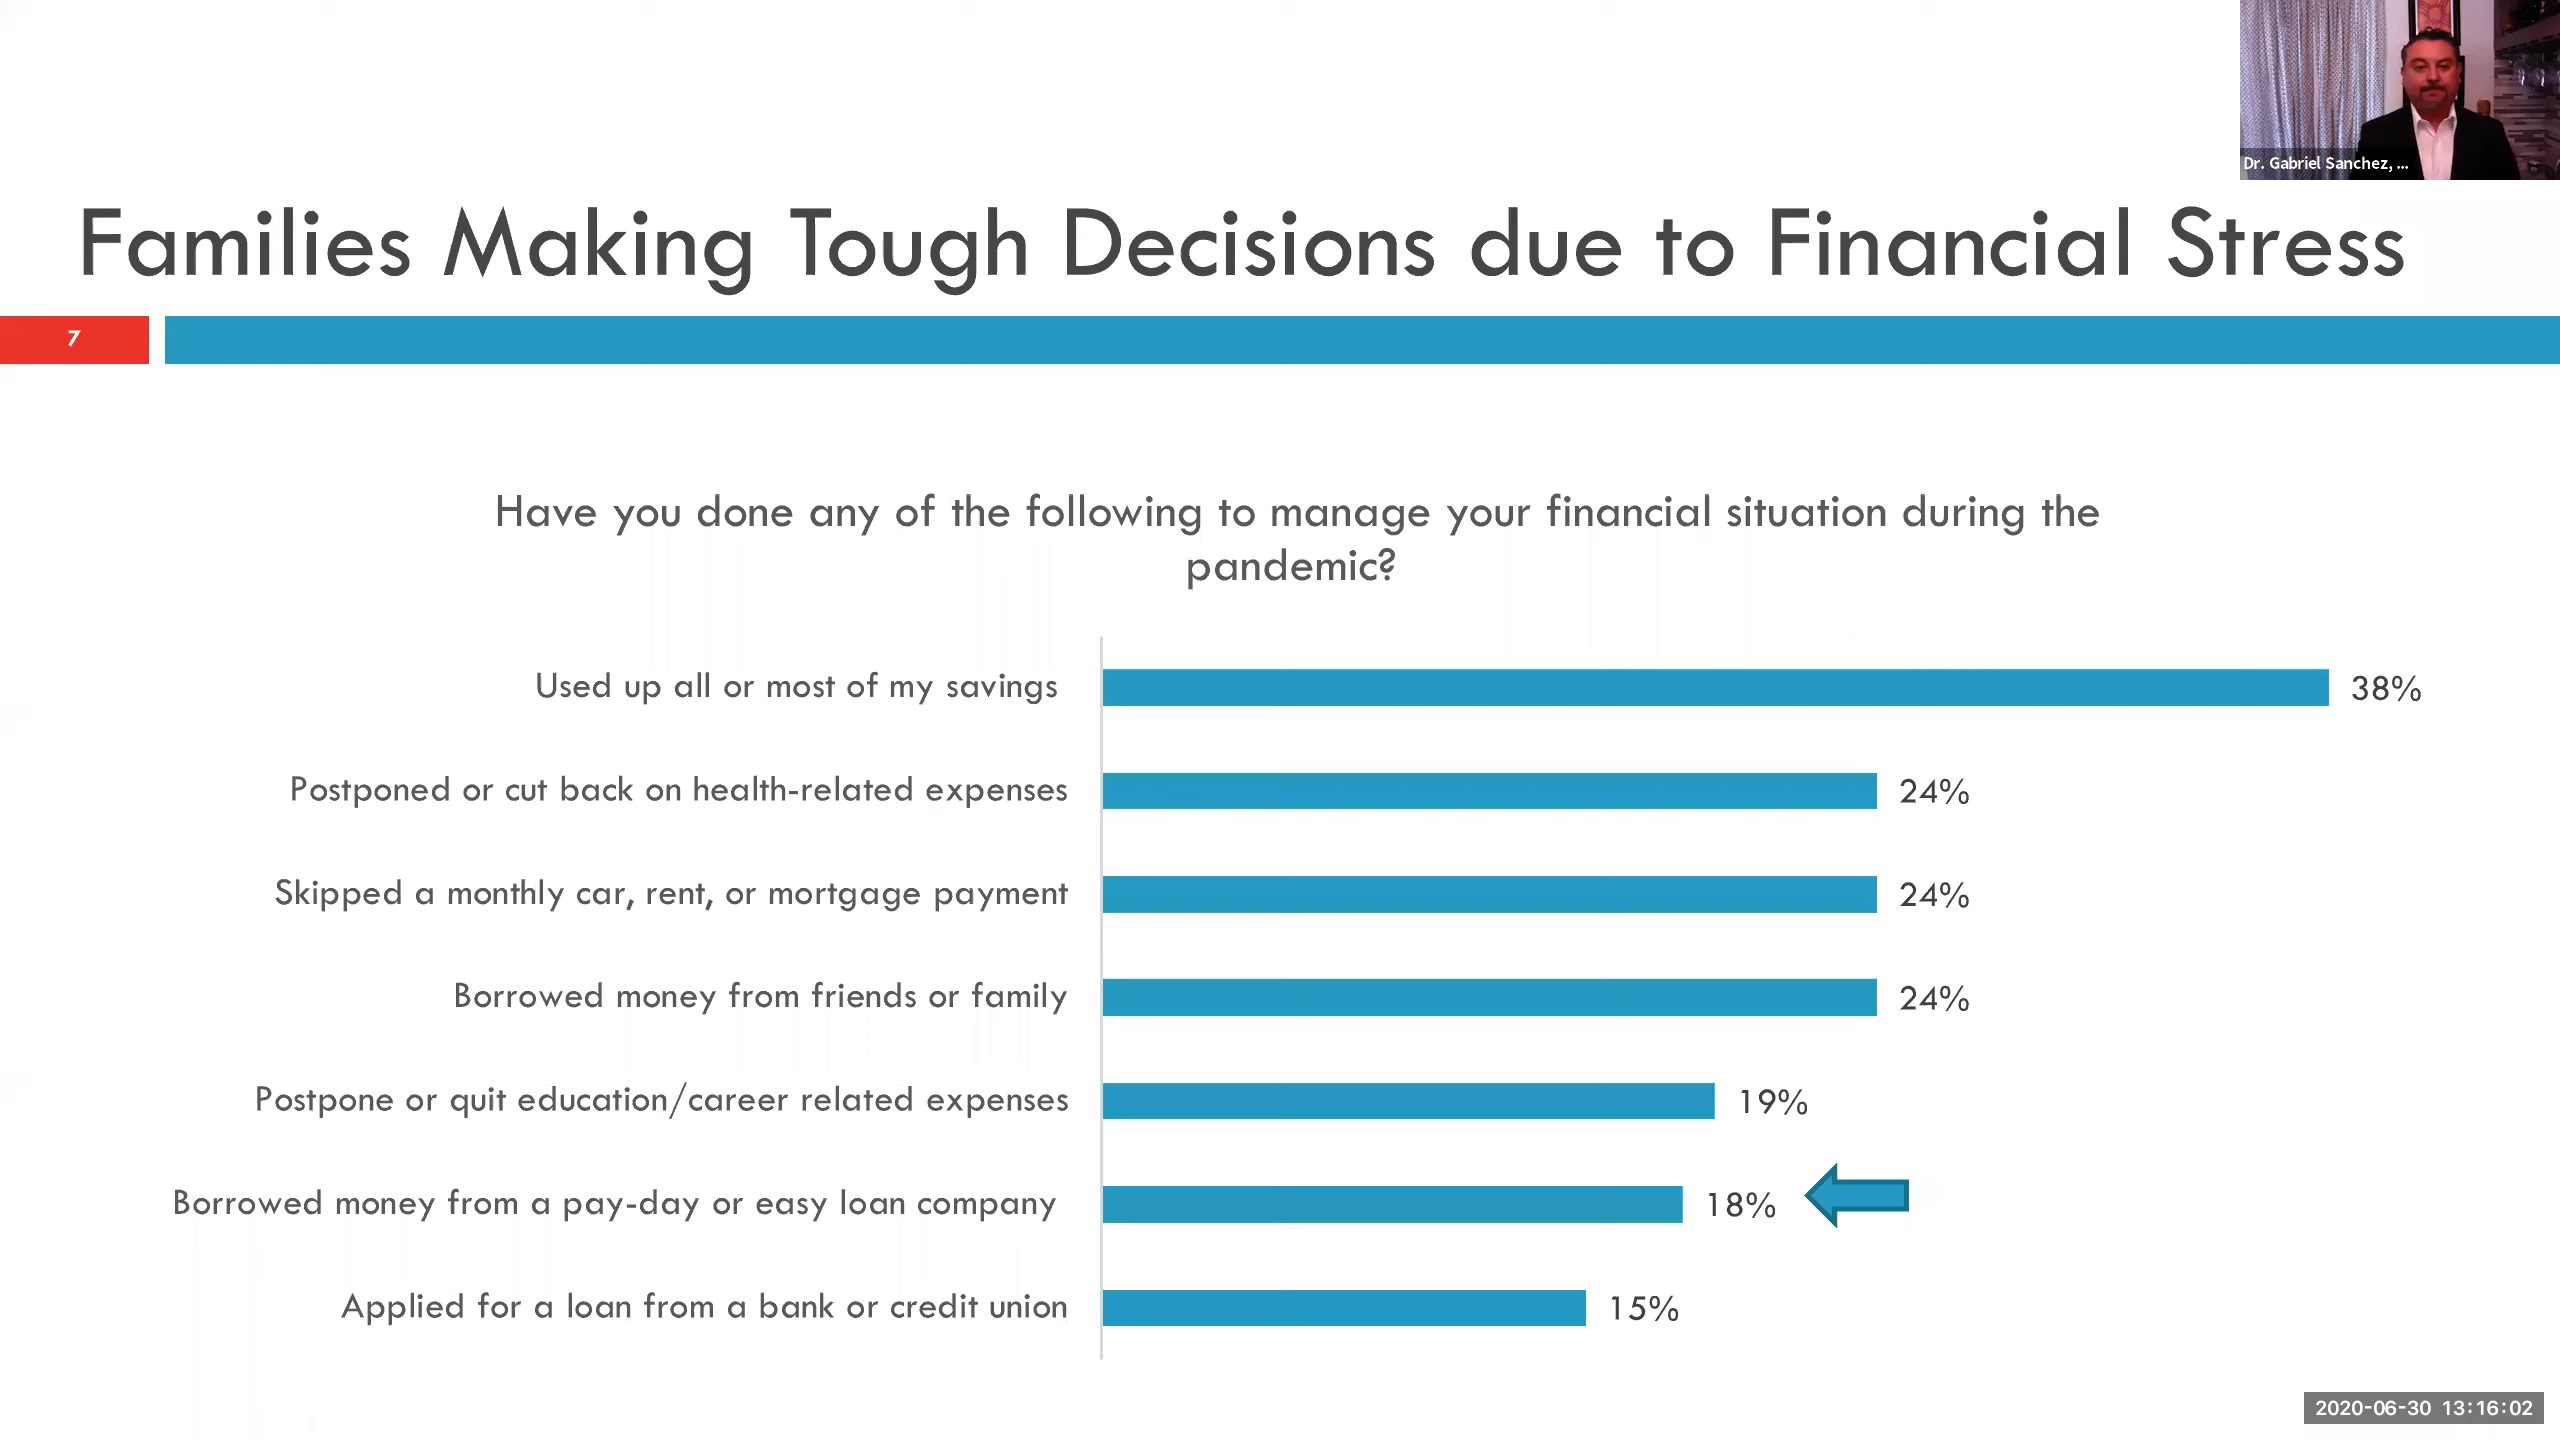 Dr. Gabriel Sanchez, ...
Families Making Tough Decisions due to Financial Stress
7
Have you done any of the following to manage your financial situation during the
pandemic?
Used up all or most of my savings 38%
Postponed or cut back on health-related expenses 24%
Skipped a monthly car, rent, or mortgage payment 24%
Borrowed money from friends or family 24%
Postpone or quit education/career related expenses 19%
Borrowed money from a pay-day or easy loan company 18%
Applied for a loan from a bank or credit union 15%
2020-06-30 13:16:02